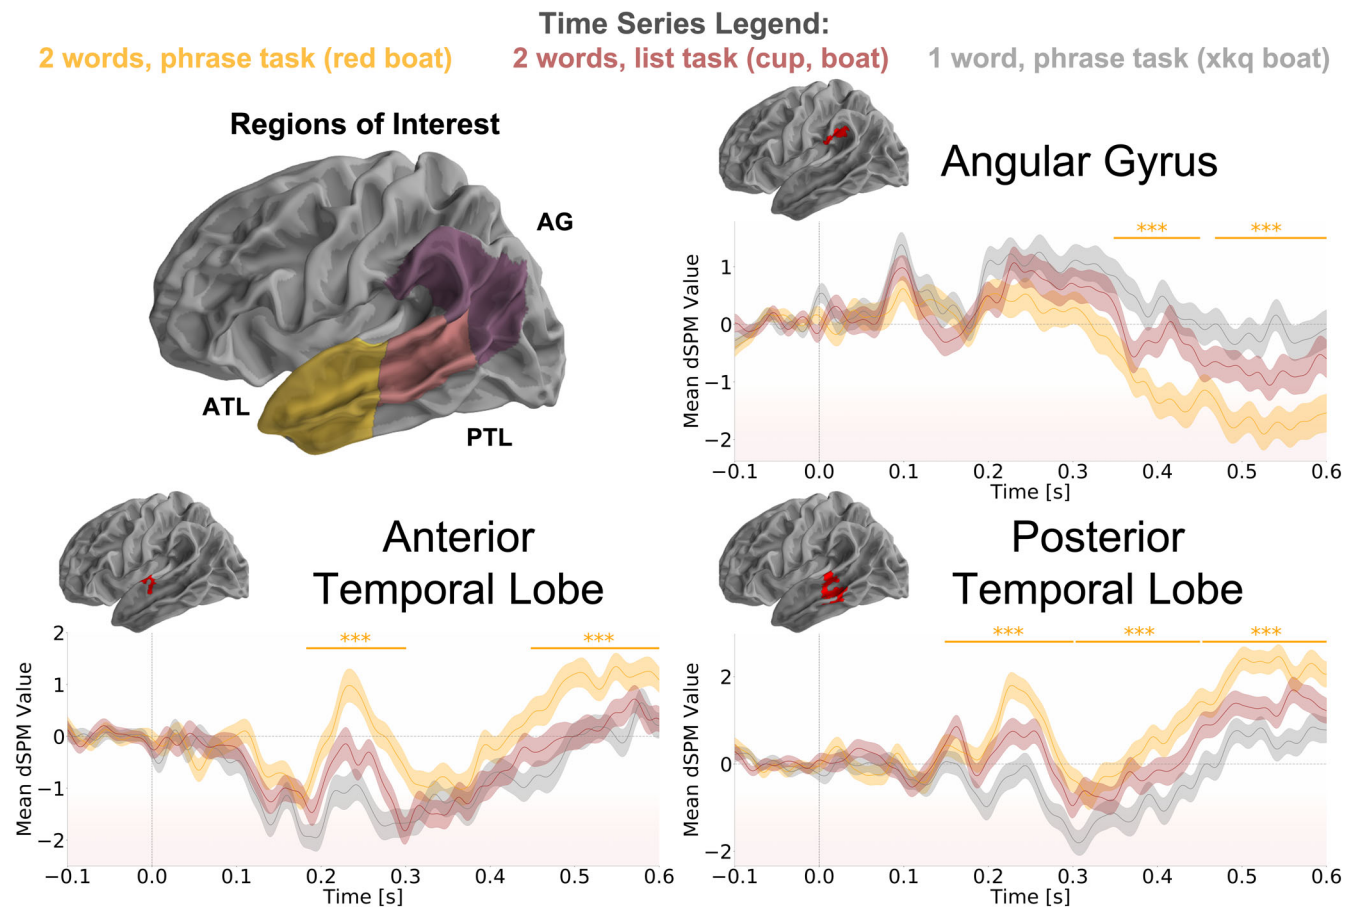 Time Series Legend:
2 words, phrase task (red boat) 2 words, list task (cup, boat) 1 word, phrase task (xkq boat)
Regions of Interest
AG
ATL
PTL
Angular Gyrus
*** ***
Mean dSPM Value
1
0
−1
−2
−0.1 0.0 0.1 0.2 0.3 0.4 0.5 0.6
Time [s]
Anterior
Temporal Lobe
*** ***
Mean dSPM Value
2
1
0
−1
−2
−0.1 0.0 0.1 0.2 0.3 0.4 0.5 0.6
Time [s]
Posterior
Temporal Lobe
*** *** ***
Mean dSPM Value
2
0
−2
−0.1 0.0 0.1 0.2 0.3 0.4 0.5 0.6
Time [s]